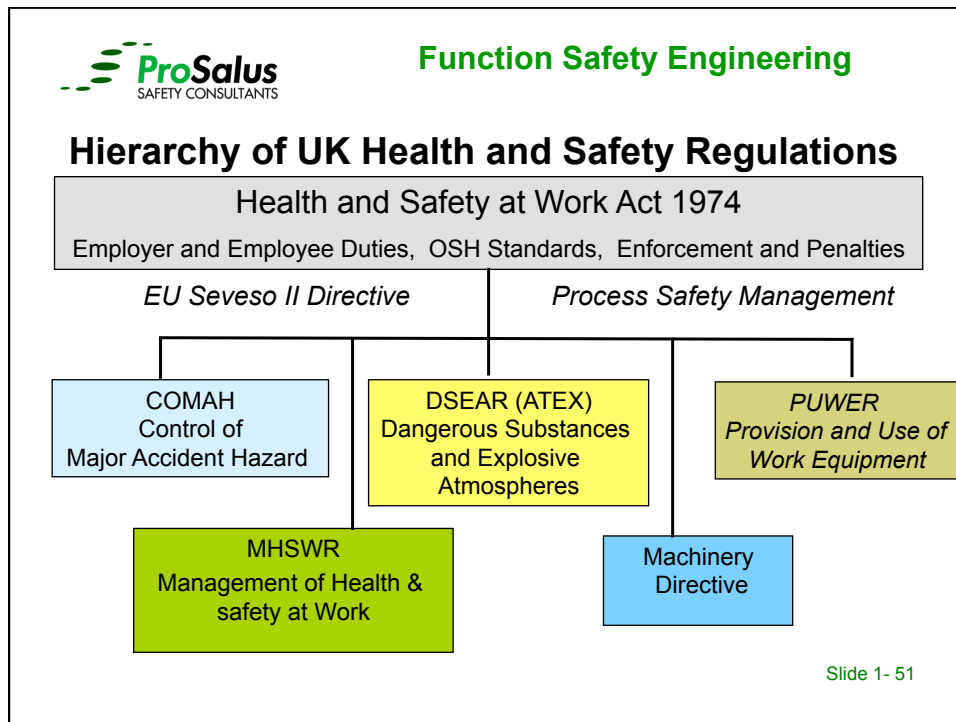 ProSalus
SAFETY CONSULTANTS
Function Safety Engineering
Hierarchy of UK Health and Safety Regulations
Health and Safety at Work Act 1974
Employer and Employee Duties, OSH Standards, Enforcement and Penalties
EU Seveso II Directive
Process Safety Management
COMAH
Control of
Major Accident Hazard
DSEAR (ATEX)
Dangerous Substances
and Explosive
Atmospheres
PUWER
Provision and Use of
Work Equipment
MHSWR
Management of Health &
safety at Work
Machinery
Directive
Slide 1- 51